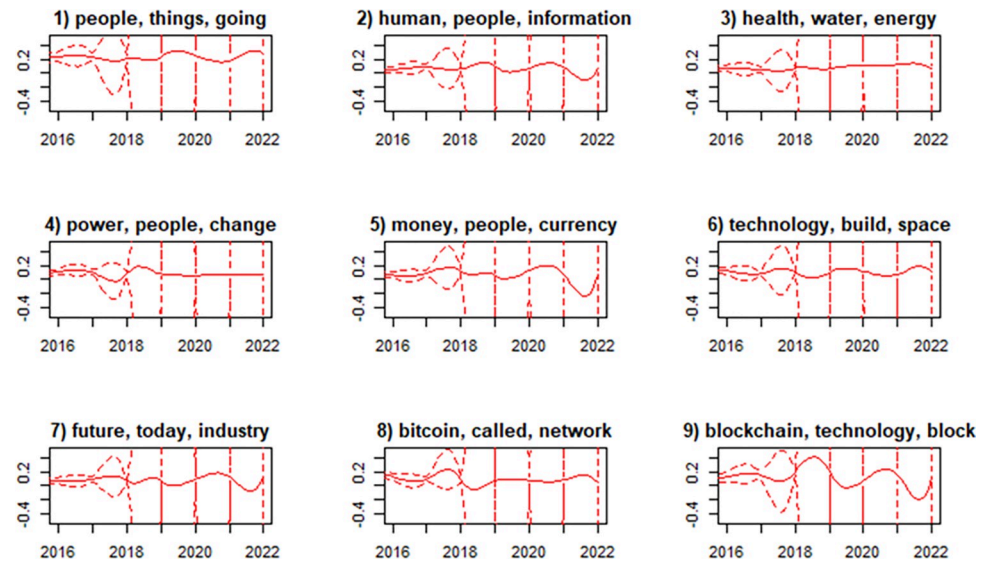 1) people, things, going
2) human, people, information
3) health, water, energy
0.2
-0.4
2016 2018 2020 2022
0.2
-0.4
2016 2018 2020 2022
0.2
-0.4
2016 2018 2020 2022
4) power, people, change
5) money, people, currency
6) technology, build, space
0.2
-0.4
2016 2018 2020 2022
0.2
-0.4
2016 2018 2020 2022
0.2
-0.4
2016 2018 2020 2022
7) future, today, industry
8) bitcoin, called, network
9) blockchain, technology, block
0.2
-0.4
2016 2018 2020 2022
0.2
-0.4
2016 2018 2020 2022
0.2
-0.4
2016 2018 2020 2022